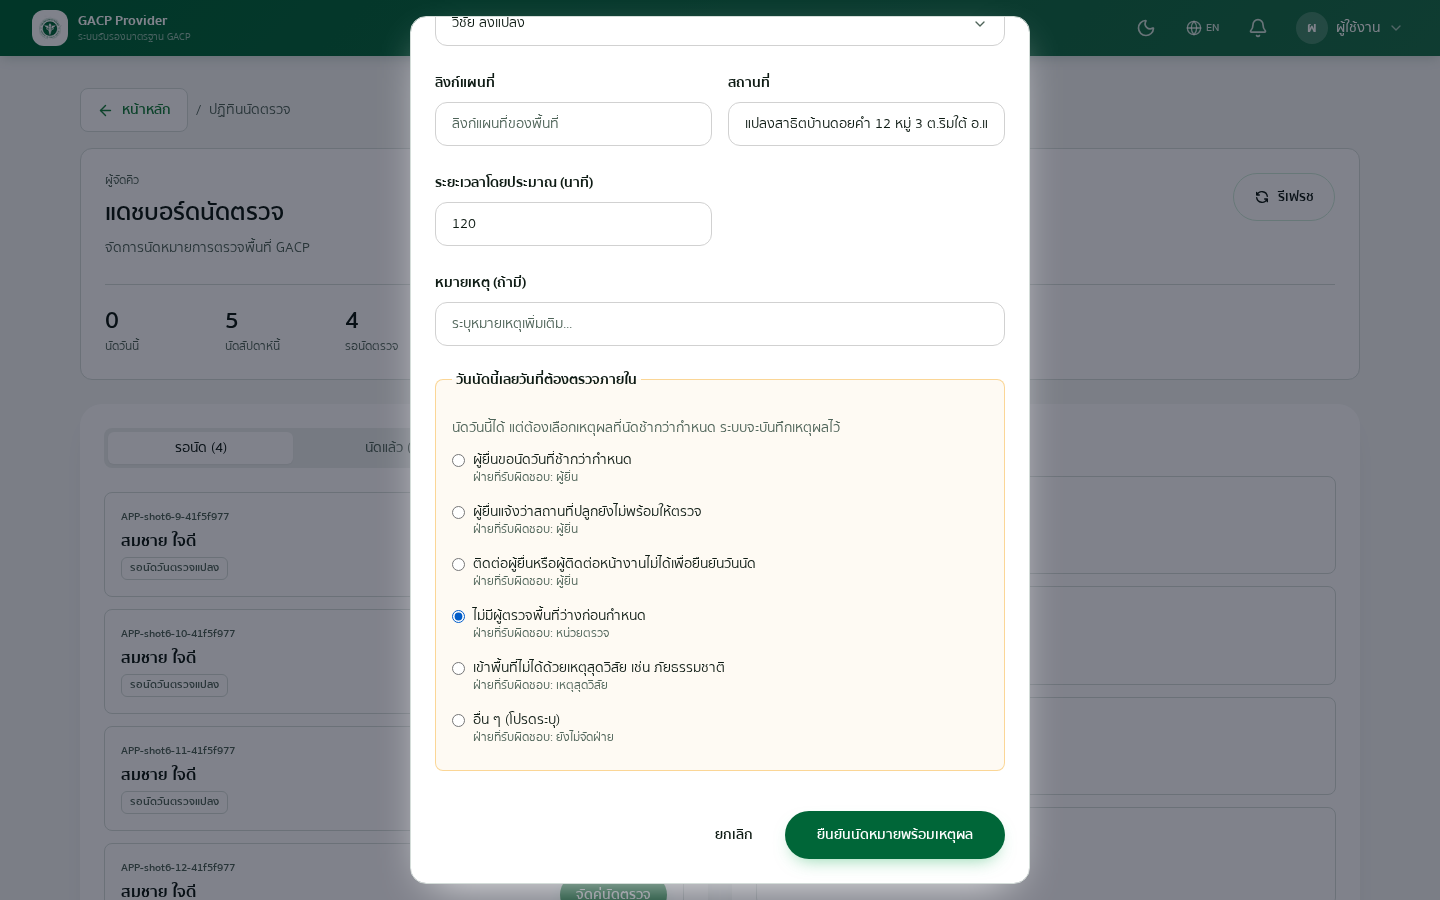 GACP Provider
ระบบรับรองมาตรฐาน GACP
EN
ผ
ผู้ใช้งาน
หน้าหลัก
/ ปฏิทินนัดตรวจ
ผู้จัดคิว
แดชบอร์ดนัดตรวจ
จัดการนัดหมายการตรวจพื้นที่ GACP
รีเฟรช
0
นัดวันนี้
5
นัดสัปดาห์นี้
4
รอนัดตรวจ
รอนัด (4)
นัดแล้ว (
APP-shot6-9-41f5f977
สมชาย ใจดี
รอนัดวันตรวจแปลง
APP-shot6-10-41f5f977
สมชาย ใจดี
รอนัดวันตรวจแปลง
APP-shot6-11-41f5f977
สมชาย ใจดี
รอนัดวันตรวจแปลง
APP-shot6-12-41f5f977
สมชาย ใจดี
จัดคู่นัดตรวจ
วิชัย ลงแปลง
ลิงก์แผนที่
สถานที่
ลิงก์แผนที่ของพื้นที่
แปลงสาธิตบ้านดอยคำ 12 หมู่ 3 ต.ริมใต้ อ.แ
ระยะเวลาโดยประมาณ (นาที)
120
หมายเหตุ (ถ้ามี)
ระบุหมายเหตุเพิ่มเติม...
วันนัดนี้เลยวันที่ต้องตรวจภายใน
นัดวันนี้ได้ แต่ต้องเลือกเหตุผลที่นัดช้ากว่ากำหนด ระบบจะบันทึกเหตุผลไว้
ผู้ยื่นขอนัดวันที่ช้ากว่ากำหนด
ฝ่ายที่รับผิดชอบ: ผู้ยื่น
ผู้ยื่นแจ้งว่าสถานที่ปลูกยังไม่พร้อมให้ตรวจ
ฝ่ายที่รับผิดชอบ: ผู้ยื่น
ติดต่อผู้ยื่นหรือผู้ติดต่อหน้างานไม่ได้เพื่อยืนยันวันนัด
ฝ่ายที่รับผิดชอบ: ผู้ยื่น
ไม่มีผู้ตรวจพื้นที่ว่างก่อนกำหนด
ฝ่ายที่รับผิดชอบ: หน่วยตรวจ
เข้าพื้นที่ไม่ได้ด้วยเหตุสุดวิสัย เช่น ภัยธรรมชาติ
ฝ่ายที่รับผิดชอบ: เหตุสุดวิสัย
อื่น ๆ (โปรดระบุ)
ฝ่ายที่รับผิดชอบ: ยังไม่จัดฝ่าย
ยกเลิก
ยืนยันนัดหมายพร้อมเหตุผล